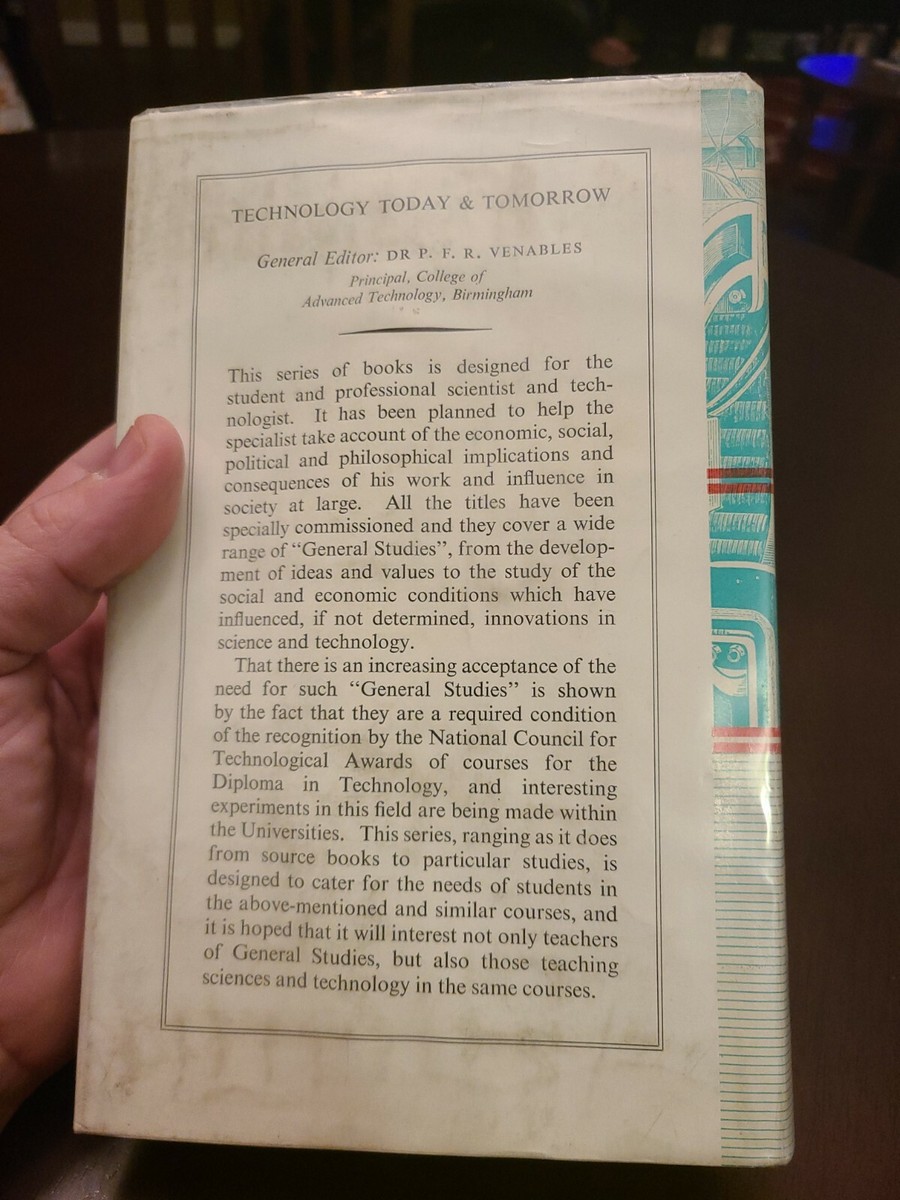 TECHNOLOGY TODAY & TOMORROW
General Editor: DR P. F. R. VENABLES
Principal, College of
Advanced Technology, Birmingham
This series of books is designed for the
student and professional scientist and tech-
nologist. It has been planned to help the
specialist take account of the economic, social,
political and philosophical implications and
consequences of his work and influence in
society at large. All the titles have been
specially commissioned and they cover a wide
range of “General Studies”, from the develop-
ment of ideas and values to the study of the
social and economic conditions which have
influenced, if not determined, innovations in
science and technology.
That there is an increasing acceptance of the
need for such “General Studies” is shown
by the fact that they are a required condition
of the recognition by the National Council for
Technological Awards of courses for the
Diploma in Technology, and interesting
experiments in this field are being made within
the Universities. This series, ranging as it does
from source books to particular studies, is
designed to cater for the needs of students in
the above-mentioned and similar courses, and
it is hoped that it will interest not only teachers
of General Studies, but also those teaching
sciences and technology in the same courses.